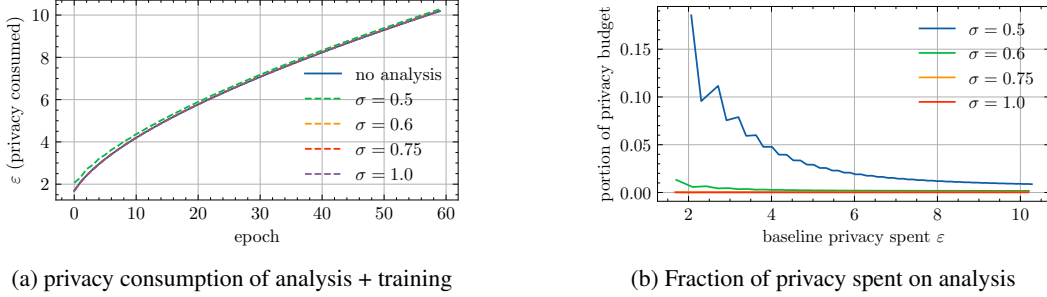 10
8
6
4
2
0
10
20
30
40
50
60
ε (privacy consumed)
epoch
no analysis
σ = 0.5
σ = 0.6
σ = 0.75
σ = 1.0
(a) privacy consumption of analysis + training
0.15
0.10
0.05
0.00
2
4
6
8
10
portion of privacy budget
baseline privacy spent ε
σ = 0.5
σ = 0.6
σ = 0.75
σ = 1.0
(b) Fraction of privacy spent on analysis